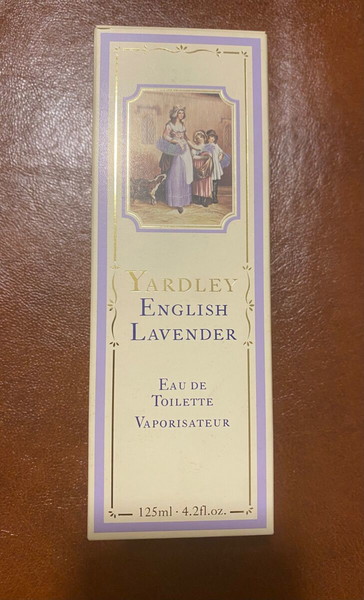 YARDLEY
ENGLISH
LAVENDER
EAU DE
TOILETTE
VAPORISATEUR
125ml · 4.2fl.oz.